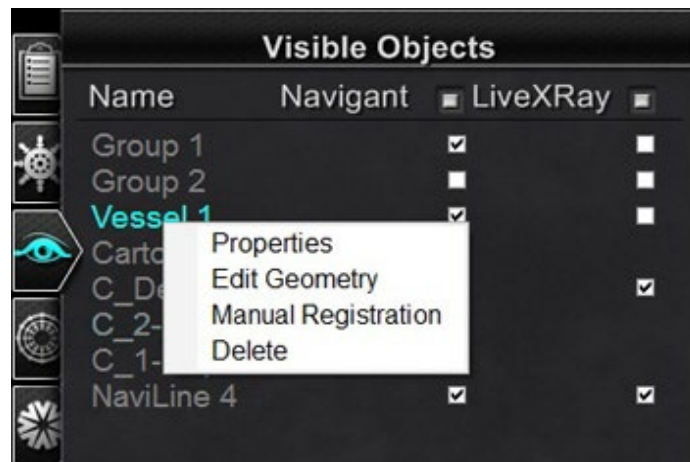 Visible Objects
Name Navigant LiveXRay
Group 1
Group 2
Vessel 1
Properties
Edit Geometry
Manual Registration
Delete
NaviLine 4